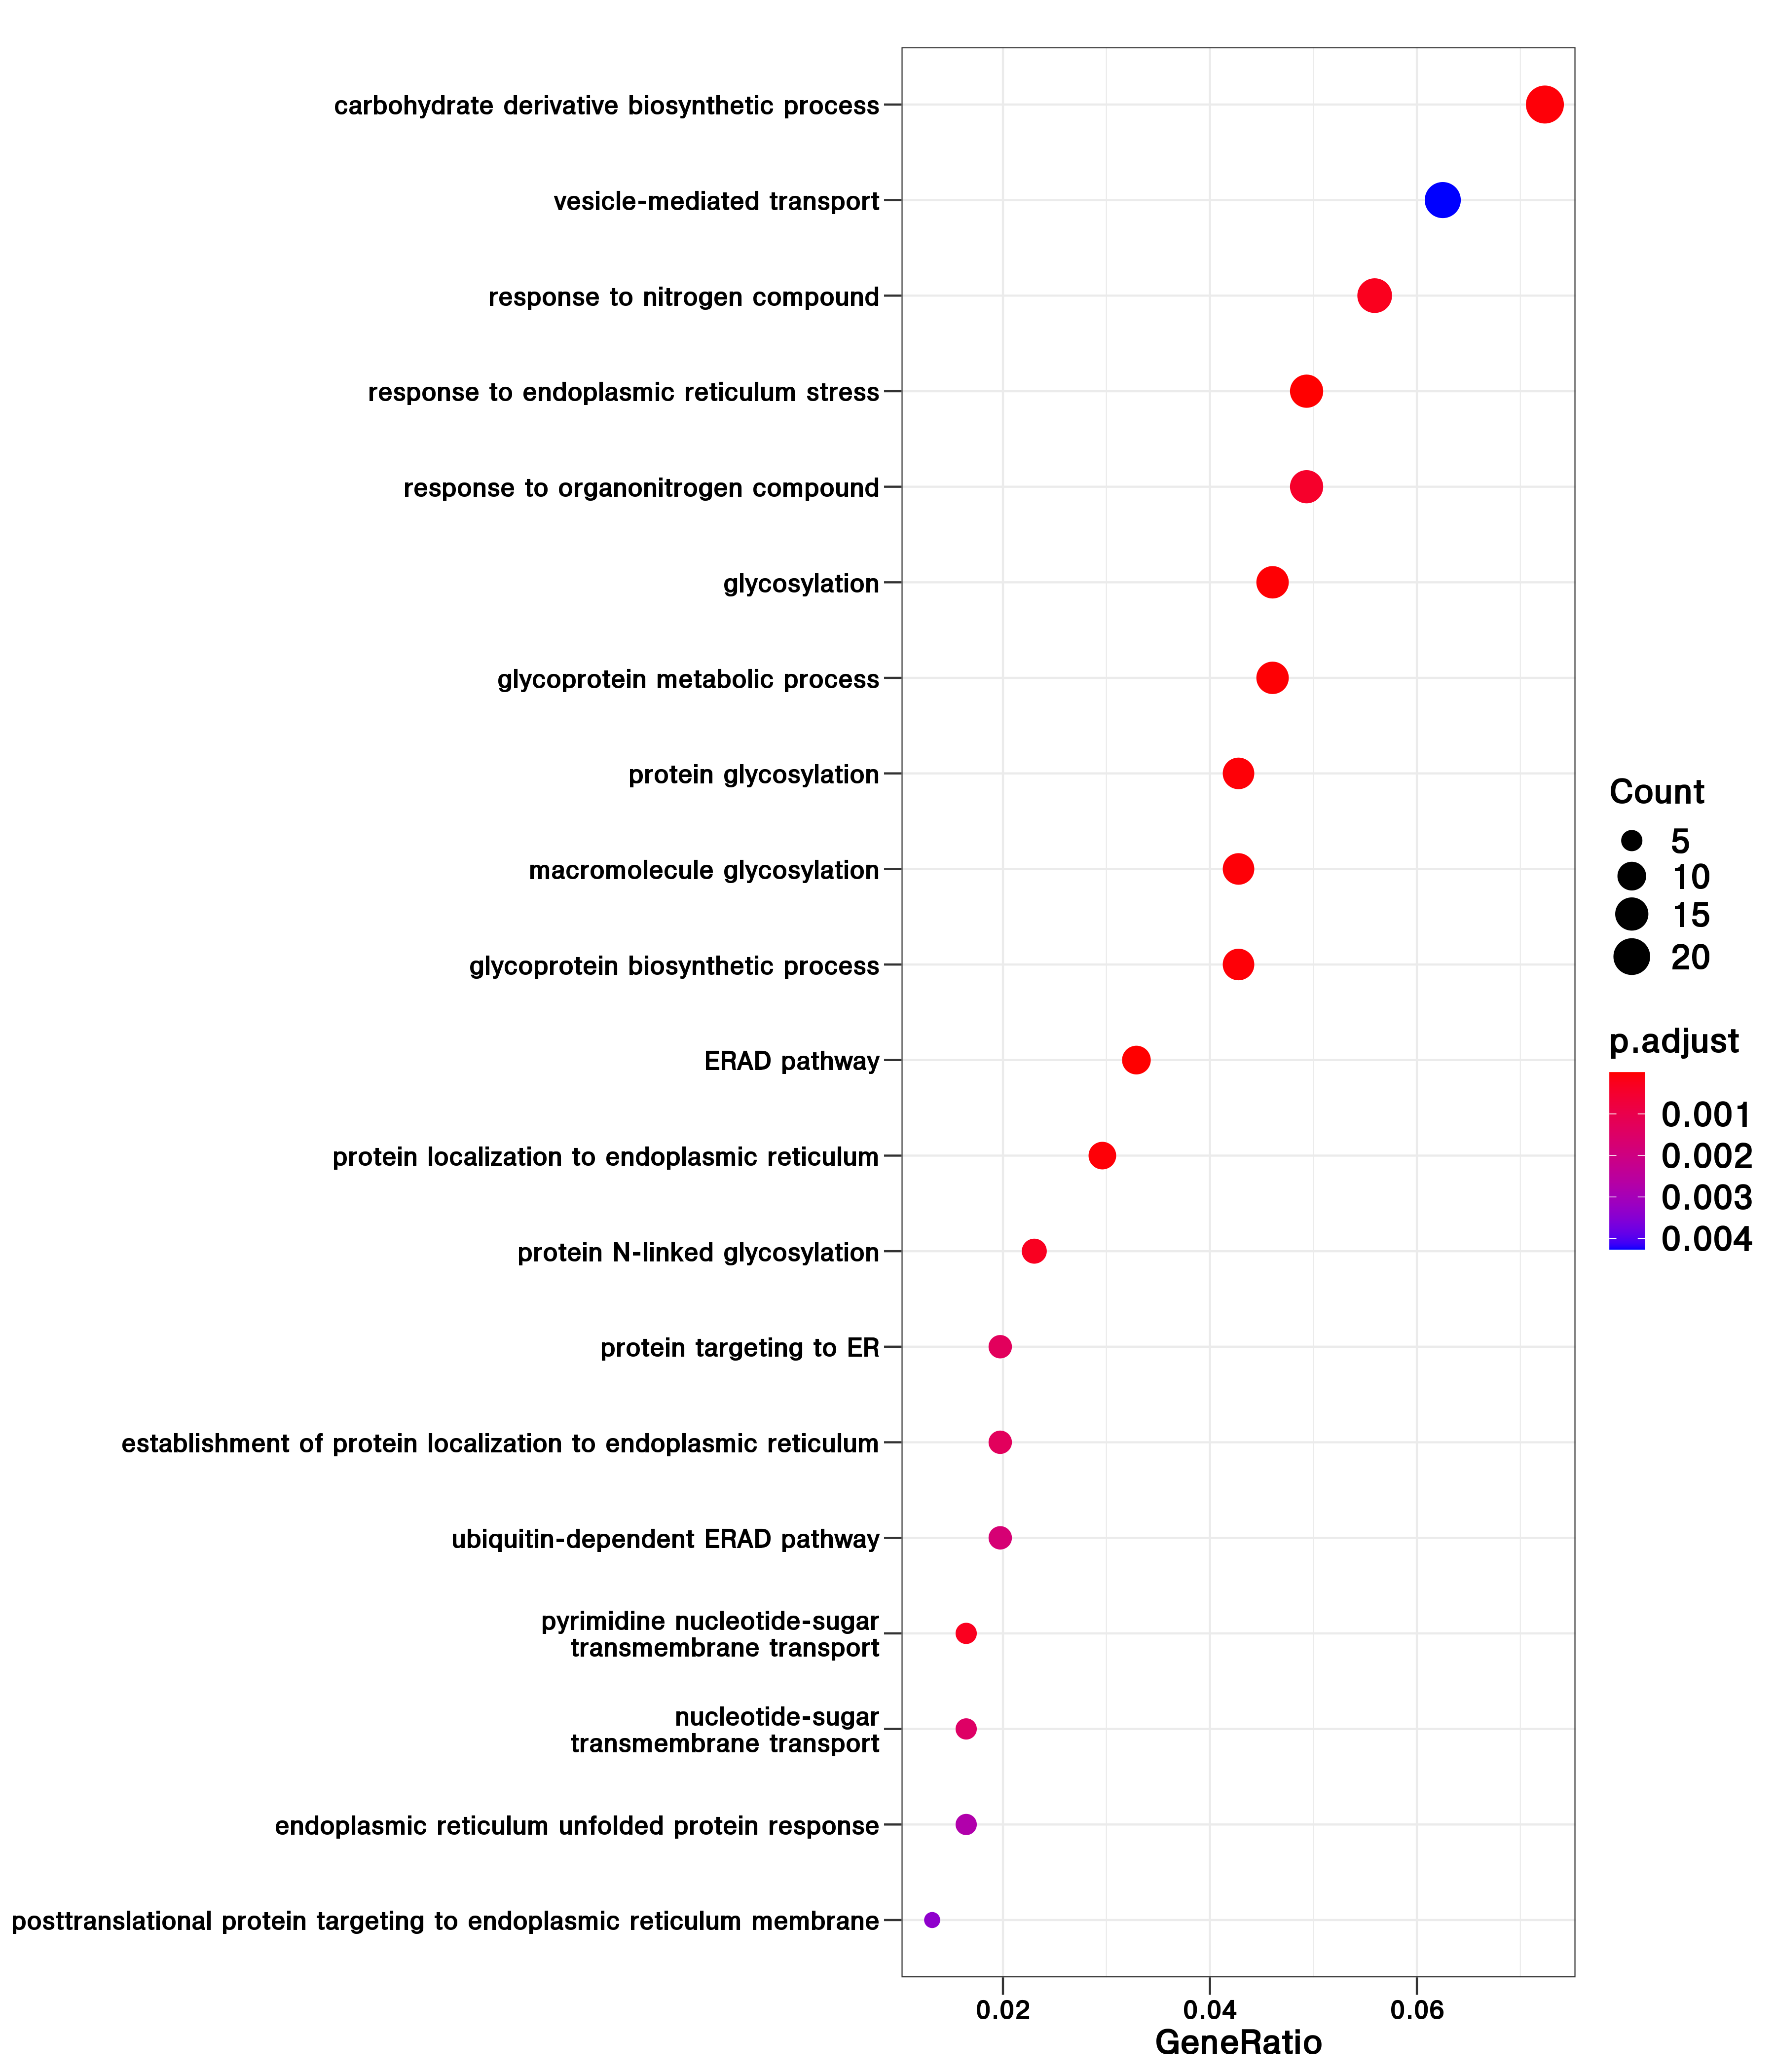 carbohydrate derivative biosynthetic process
vesicle-mediated transport
response to nitrogen compound
response to endoplasmic reticulum stress
response to organonitrogen compound
glycosylation
glycoprotein metabolic process
protein glycosylation
macromolecule glycosylation
glycoprotein biosynthetic process
ERAD pathway
protein localization to endoplasmic reticulum
protein N-linked glycosylation
protein targeting to ER
establishment of protein localization to endoplasmic reticulum
ubiquitin-dependent ERAD pathway
pyrimidine nucleotide-sugar
transmembrane transport
nucleotide-sugar
transmembrane transport
endoplasmic reticulum unfolded protein response
posttranslational protein targeting to endoplasmic reticulum membrane
0.02
0.04
0.06
GeneRatio
Count
5
10
15
20
p.adjust
0.001
0.002
0.003
0.004